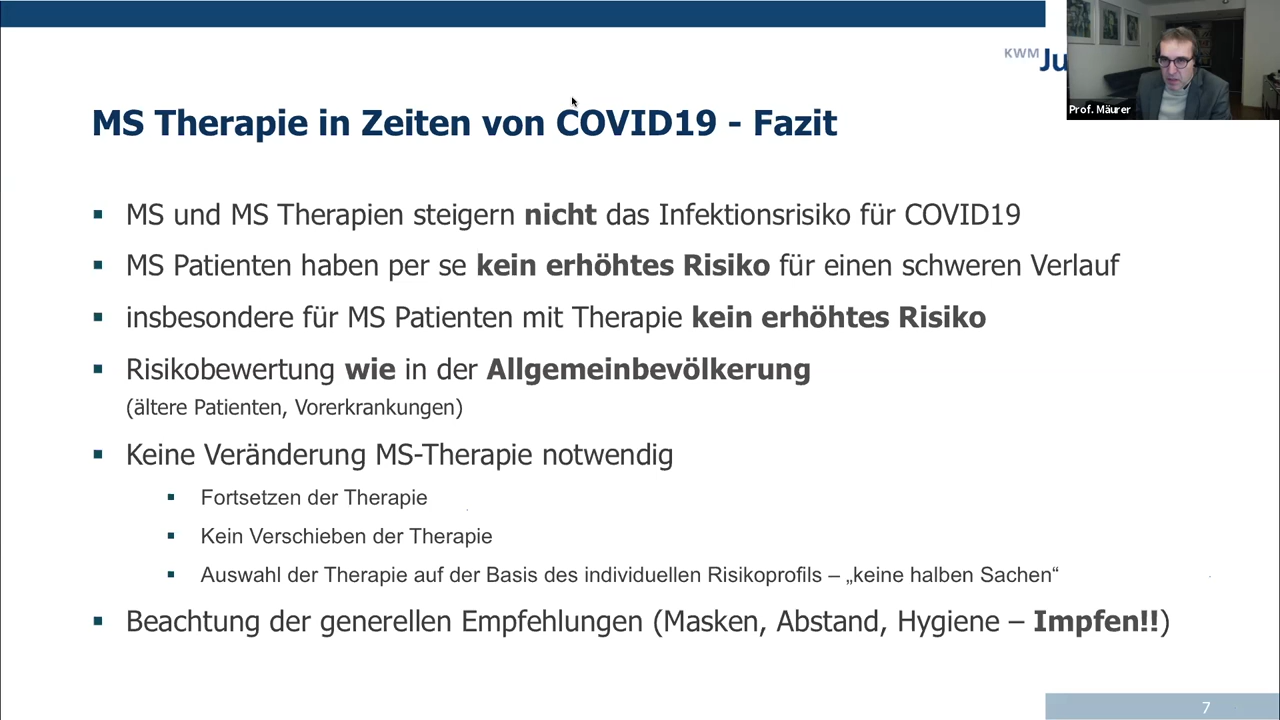 KWM Ju
Prof. Mäurer
MS Therapie in Zeiten von COVID19 - Fazit
▪ MS und MS Therapien steigern nicht das Infektionsrisiko für COVID19
▪ MS Patienten haben per se kein erhöhtes Risiko für einen schweren Verlauf
▪ insbesondere für MS Patienten mit Therapie kein erhöhtes Risiko
▪ Risikobewertung wie in der Allgemeinbevölkerung
(ältere Patienten, Vorerkrankungen)
▪ Keine Veränderung MS-Therapie notwendig
▪ Fortsetzen der Therapie
▪ Kein Verschieben der Therapie
▪ Auswahl der Therapie auf der Basis des individuellen Risikoprofils – „keine halben Sachen“
▪ Beachtung der generellen Empfehlungen (Masken, Abstand, Hygiene – Impfen!!)
7